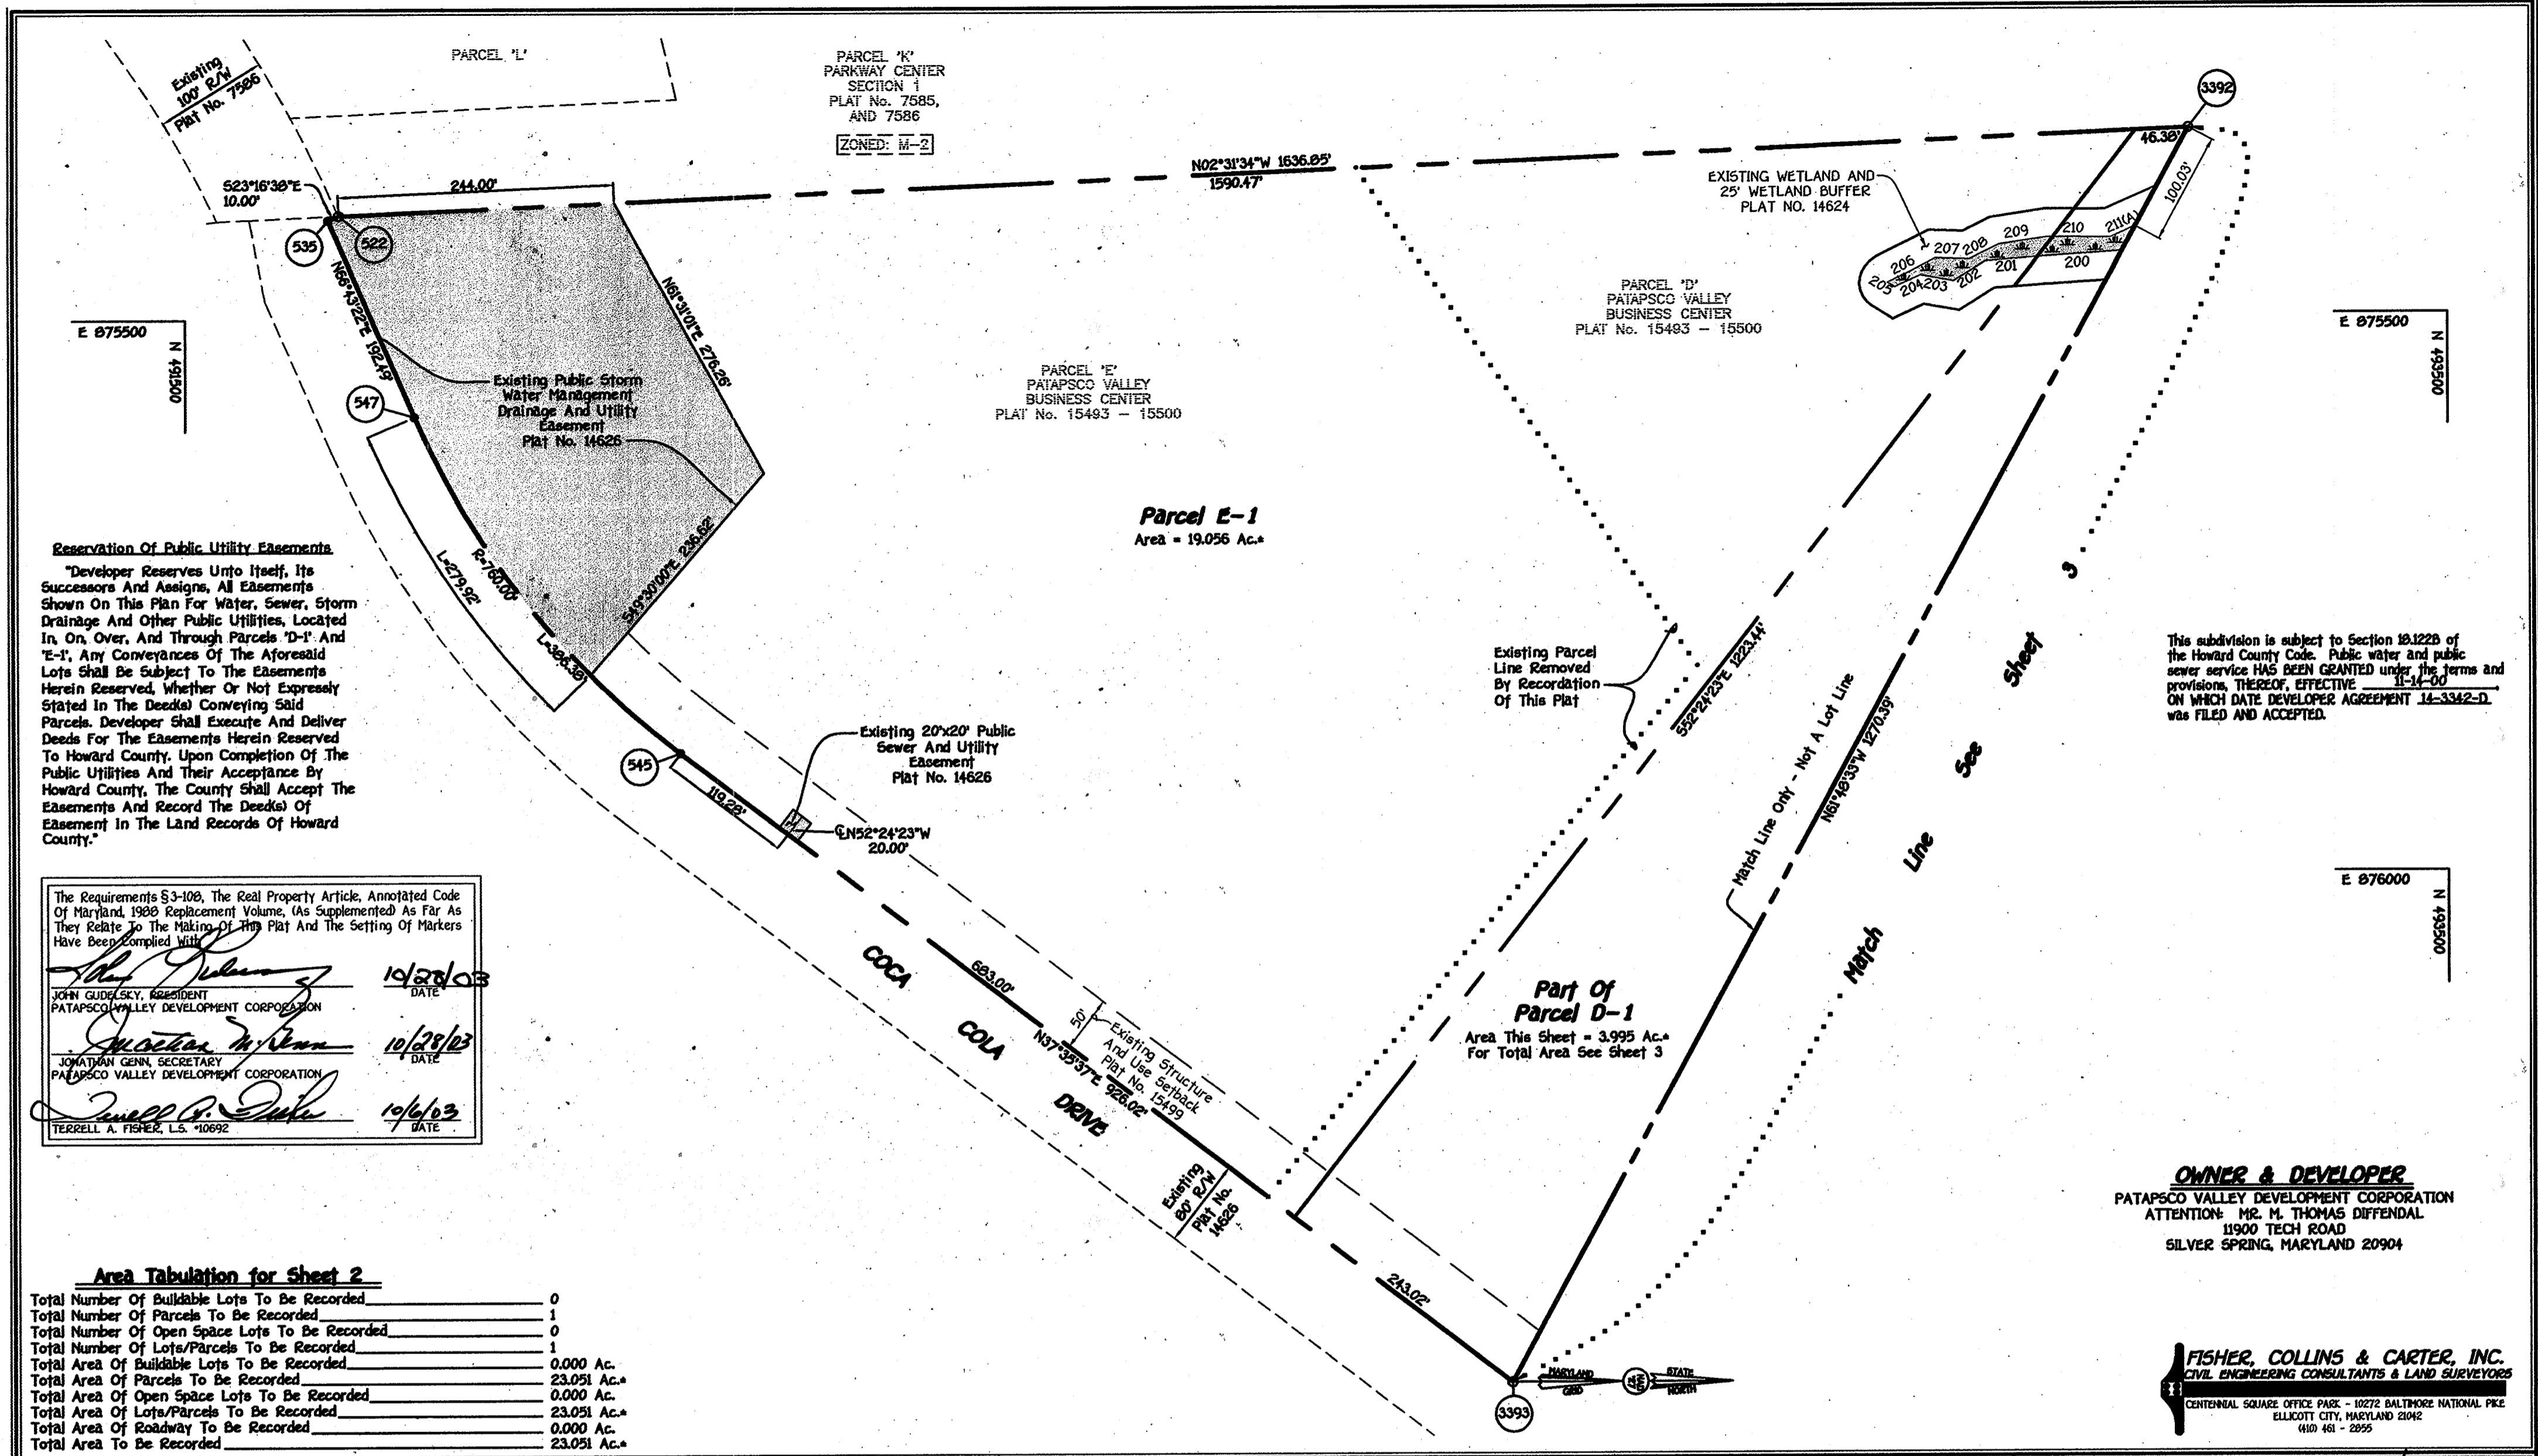 Existing
100' R/W
Plat No. 7586
PARCEL 'L'
PARCEL 'K'
PARKWAY CENTER
SECTION 1
PLAT No. 7585,
AND 7586
ZONED: M-2
3392
46.38'
100.03'
N02°31'34"W 1636.85'
1590.47'
EXISTING WETLAND AND
25' WETLAND BUFFER
PLAT NO. 14624
S23°16'38"E
10.00'
244.00'
535
522
205
206
207
208
209
210
211(A)
204
203
202
201
200
PARCEL 'D'
PATAPSCO VALLEY
BUSINESS CENTER
PLAT No. 15493 - 15500
E 875500
N 491500
E 875500
N 493500
N66°43'22"E 192.49'
N61°31'01"E 276.26'
Existing Public Storm
Water Management
Drainage And Utility
Easement
Plat No. 14626
547
PARCEL 'E'
PATAPSCO VALLEY
BUSINESS CENTER
PLAT No. 15493 - 15500
Parcel E-1
Area = 19.056 Ac.±
R=760.00'
L=279.92'
L=386.38'
S49°30'00"E 236.62'
Reservation Of Public Utility Easements
"Developer Reserves Unto Itself, Its
Successors And Assigns, All Easements
Shown On This Plan For Water, Sewer, Storm
Drainage And Other Public Utilities, Located
In, On, Over, And Through Parcels 'D-1' And
'E-1', Any Conveyances Of The Aforesaid
Lots Shall Be Subject To The Easements
Herein Reserved, Whether Or Not Expressly
Stated In The Deed(s) Conveying Said
Parcels. Developer Shall Execute And Deliver
Deeds For The Easements Herein Reserved
To Howard County. Upon Completion Of The
Public Utilities And Their Acceptance By
Howard County, The County Shall Accept The
Easements And Record The Deed(s) Of
Easement In The Land Records Of Howard
County."
Existing Parcel
Line Removed
By Recordation
Of This Plat
S52°24'23"E 1223.44'
Match Line Only - Not A Lot Line
N61°48'33"W 1270.39'
Match Line See Sheet 3
This subdivision is subject to Section 18.122B of
the Howard County Code. Public water and public
sewer service HAS BEEN GRANTED under the terms and
provisions, THEREOF, EFFECTIVE 11-14-00,
ON WHICH DATE DEVELOPER AGREEMENT 14-3342-D
was FILED AND ACCEPTED.
545
119.28'
Existing 20'x20' Public
Sewer And Utility
Easement
Plat No. 14626
℄N52°24'23"W
20.00'
E 876000
N 493500
The Requirements §3-108, The Real Property Article, Annotated Code
Of Maryland, 1988 Replacement Volume, (As Supplemented) As Far As
They Relate To The Making Of This Plat And The Setting Of Markers
Have Been Complied With
10/28/03
JOHN GUDELSKY, PRESIDENT
DATE
PATAPSCO VALLEY DEVELOPMENT CORPORATION
10/28/03
JONATHAN GENN, SECRETARY
DATE
PATAPSCO VALLEY DEVELOPMENT CORPORATION
Terrell A. Fisher 10/6/03
TERRELL A. FISHER, L.S. #10692
DATE
COCA
COLA
DRIVE
683.00'
N37°35'37"E 926.02'
50'
Existing Structure
And Use Setback
Plat No. 15499
Part Of
Parcel D-1
Area This Sheet = 3.995 Ac.±
For Total Area See Sheet 3
Existing
80' R/W
Plat No.
14626
243.02'
3393
MARYLAND STATE
GRID NORTH
OWNER & DEVELOPER
PATAPSCO VALLEY DEVELOPMENT CORPORATION
ATTENTION: MR. M. THOMAS DIFFENDAL
11900 TECH ROAD
SILVER SPRING, MARYLAND 20904
Area Tabulation for Sheet 2
Total Number Of Buildable Lots To Be Recorded 0
Total Number Of Parcels To Be Recorded 1
Total Number Of Open Space Lots To Be Recorded 0
Total Number Of Lots/Parcels To Be Recorded 1
Total Area Of Buildable Lots To Be Recorded 0.000 Ac.
Total Area Of Parcels To Be Recorded 23.051 Ac.±
Total Area Of Open Space Lots To Be Recorded 0.000 Ac.
Total Area Of Lots/Parcels To Be Recorded 23.051 Ac.±
Total Area Of Roadway To Be Recorded 0.000 Ac.
Total Area To Be Recorded 23.051 Ac.±
FISHER, COLLINS & CARTER, INC.
CIVIL ENGINEERING CONSULTANTS & LAND SURVEYORS
CENTENNIAL SQUARE OFFICE PARK - 10272 BALTIMORE NATIONAL PIKE
ELLICOTT CITY, MARYLAND 21042
(410) 461 - 2855